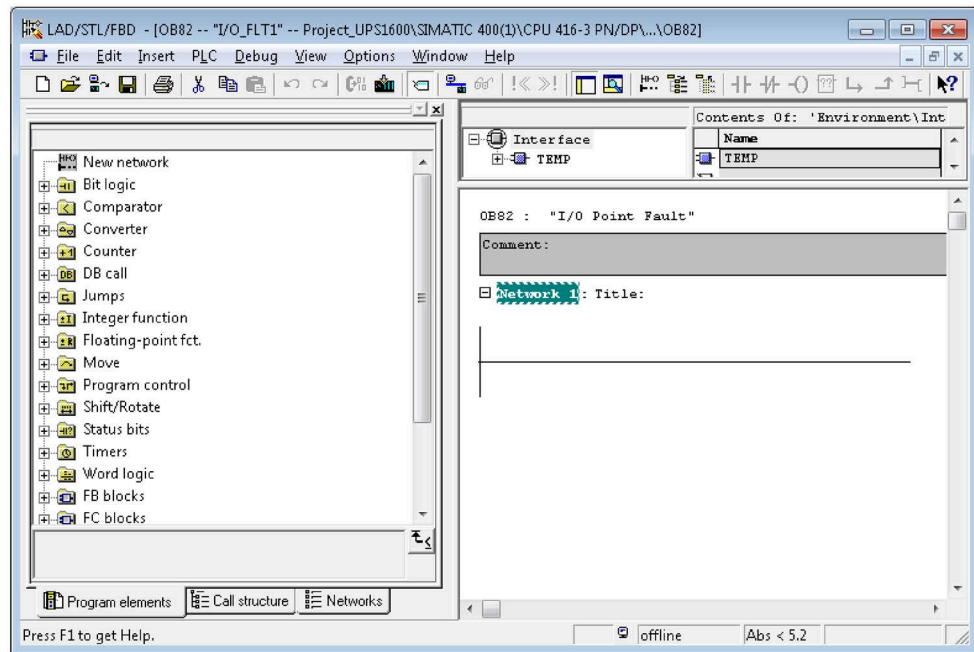 LAD/STL/FBD - [OB82 -- "I/O_FLT1" -- Project_UPS1600\SIMATIC 400(1)\CPU 416-3 PN/DP\...\OB82]
File Edit Insert PLC Debug View Options Window Help
New network
Bit logic
Comparator
Converter
Counter
DB call
Jumps
Integer function
Floating-point fct.
Move
Program control
Shift/Rotate
Status bits
Timers
Word logic
FB blocks
FC blocks
Program elements Call structure Networks
Interface
TEMP
Contents Of: 'Environment\Int
Name
TEMP
OB82 : "I/O Point Fault"
Comment:
Network 1: Title:
Press F1 to get Help.
offline
Abs < 5.2